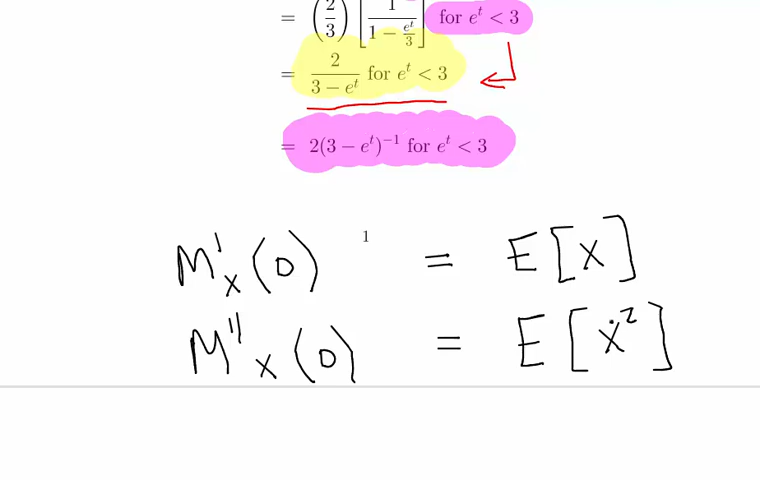 = (2/3) [1/(1 − e^t/3)] for e^t < 3
= 2/(3 − e^t) for e^t < 3
= 2(3 − e^t)^−1 for e^t < 3
1
M'_X(0) = E[X]
M''_X(0) = E[X^2]